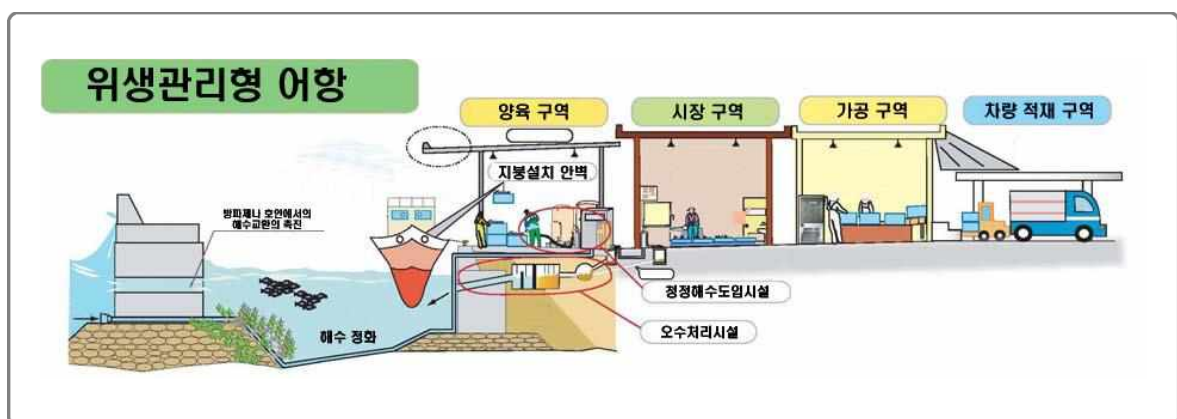 위생관리형 어항
양육 구역
시장 구역
가공 구역
차량 적재 구역
지붕설치 안벽
방파제나 호안에서의
해수교환의 촉진
청정해수도입시설
해수 정화
오수처리시설